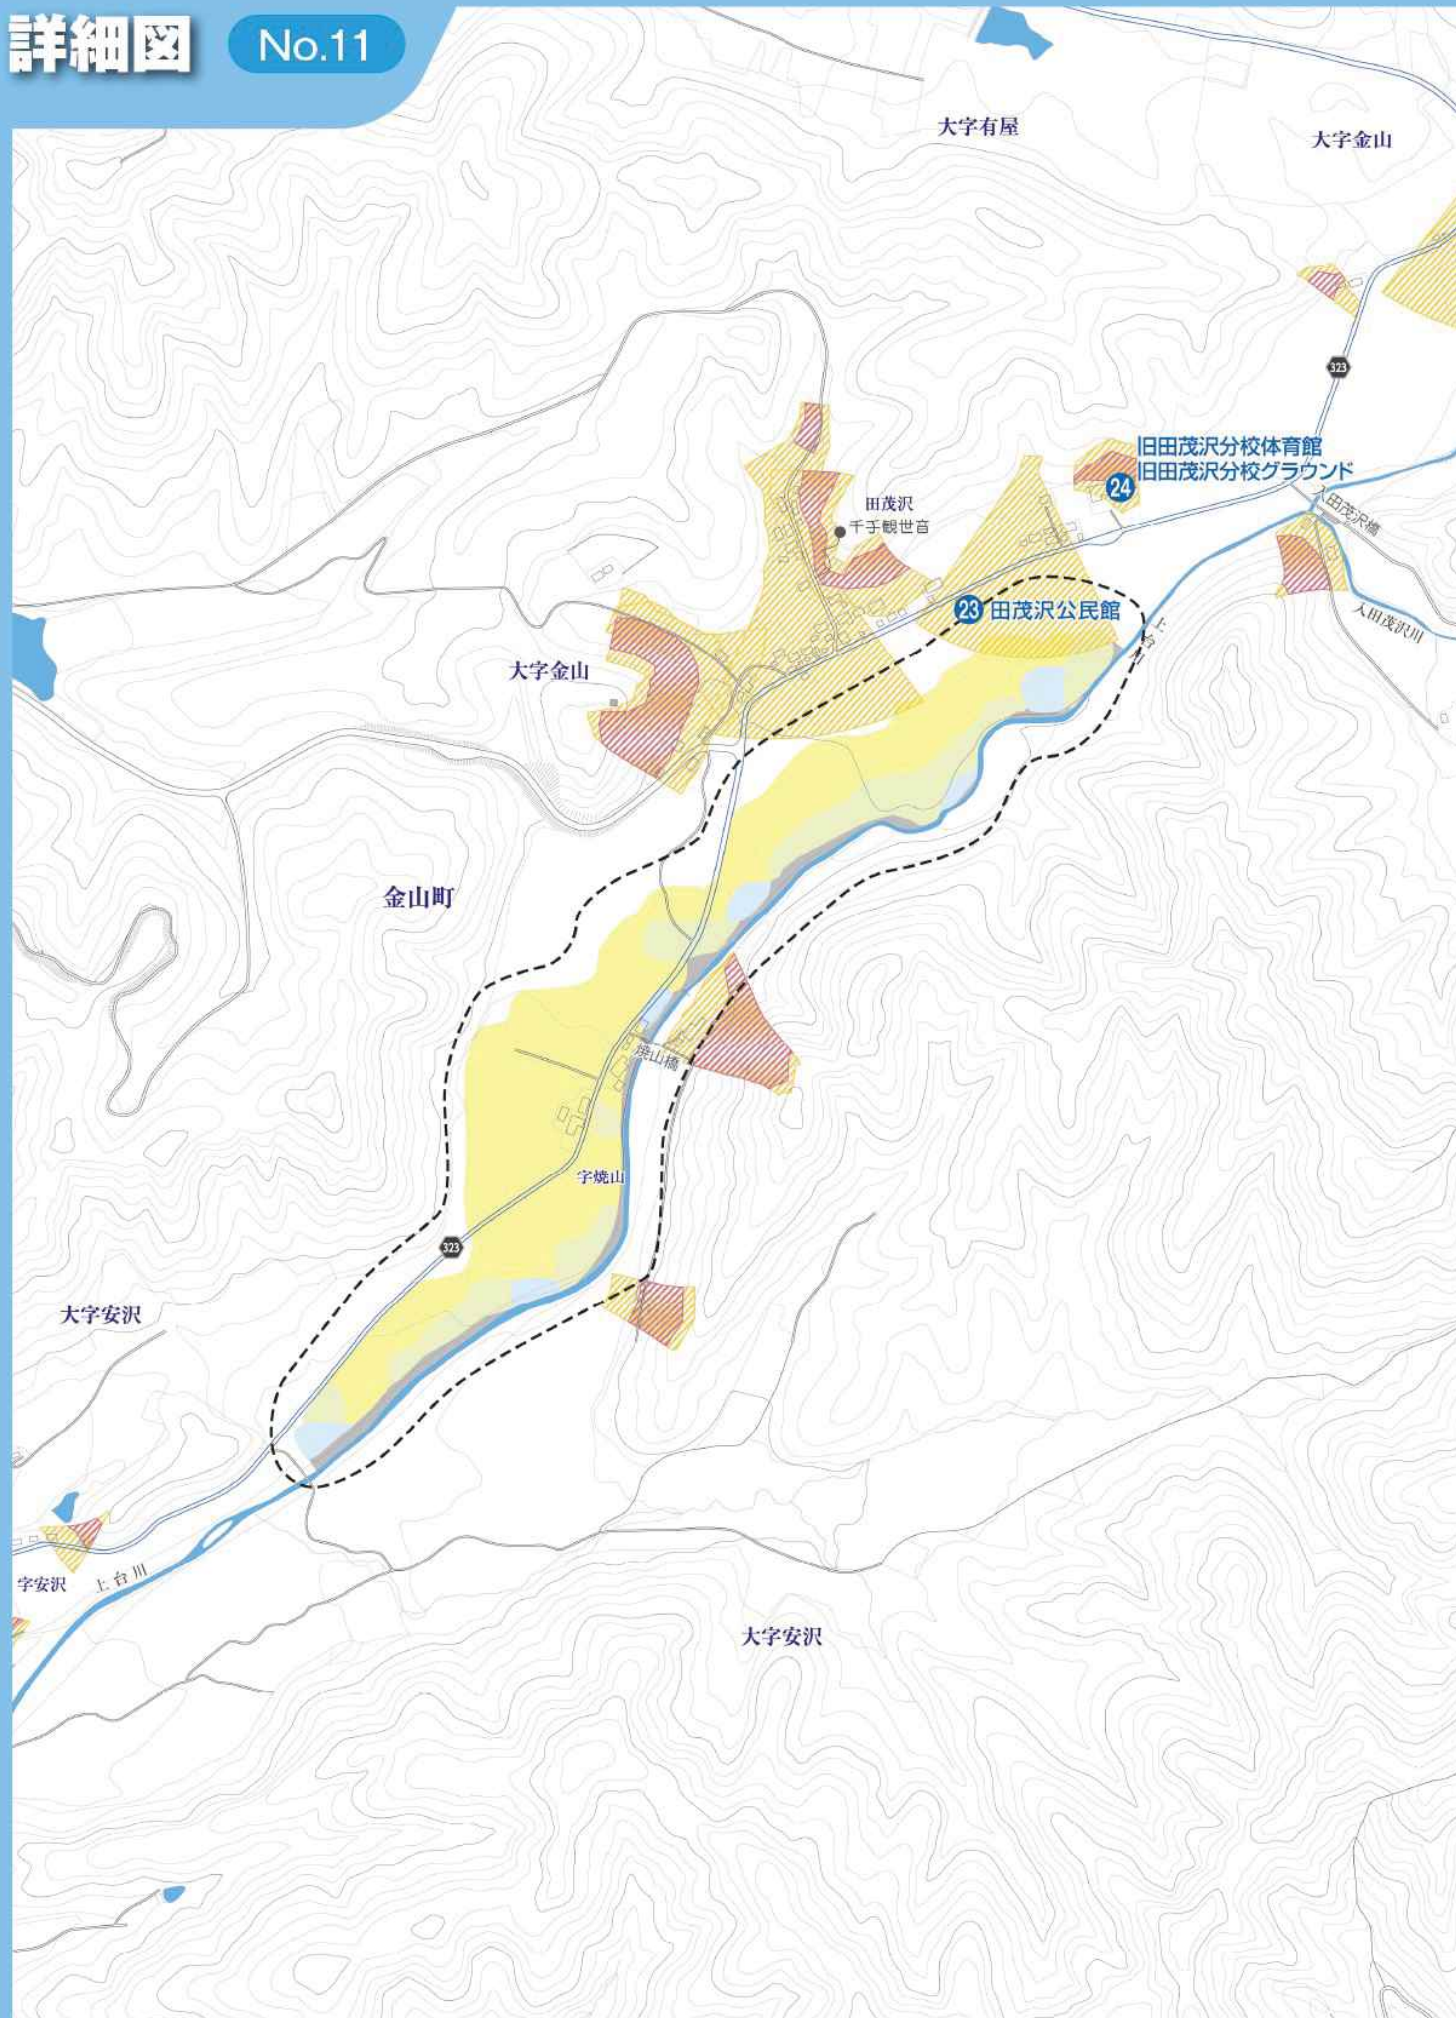 詳細図 No.11
大字有屋
大字金山
323
旧田茂沢分校体育館
旧田茂沢分校グラウンド
24
田茂沢
千手観世音
入田茂沢橋
入田茂沢川
23 田茂沢公民館
上台川
大字金山
金山町
焼山橋
字焼山
323
大字安沢
字安沢
上台川
大字安沢